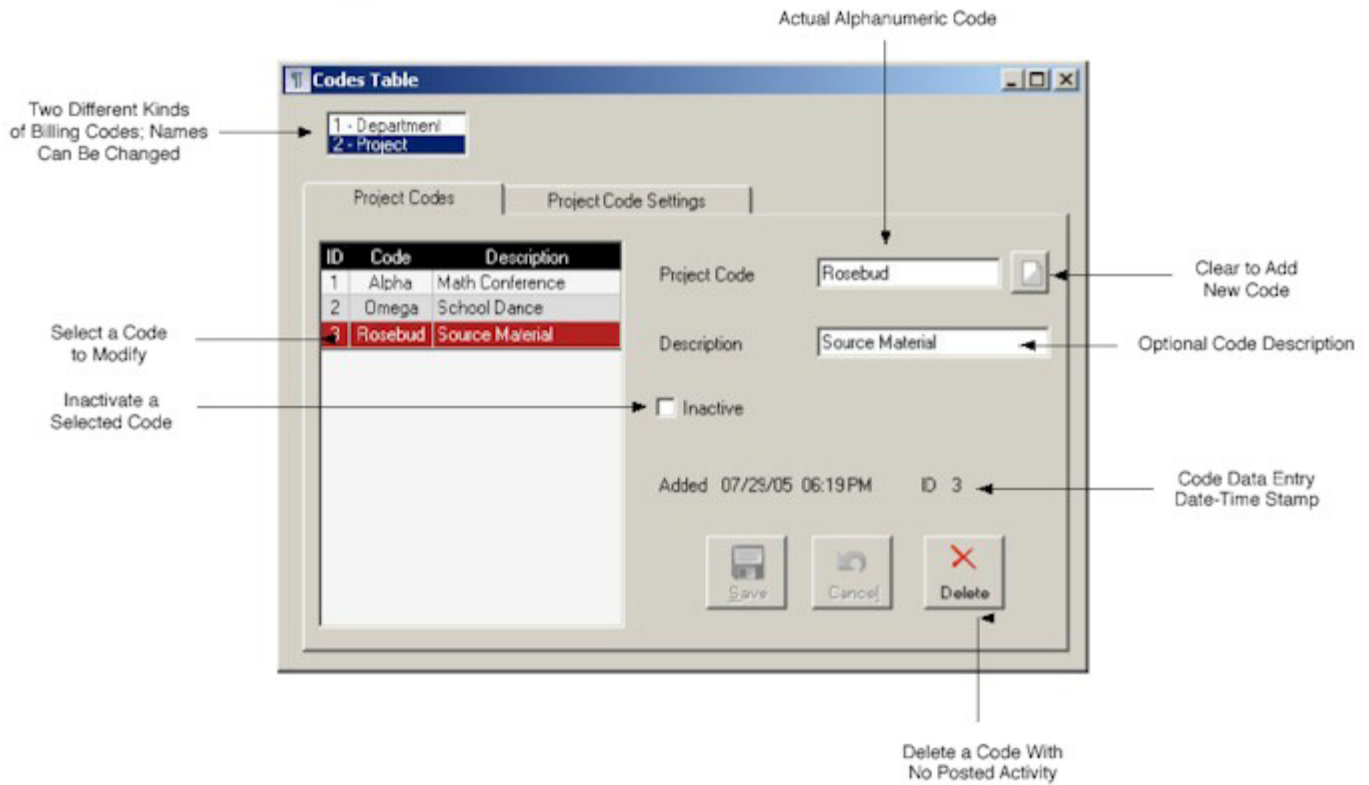 Actual Alphanumeric Code
Codes Table
Two Different Kinds
of Billing Codes; Names
Can Be Changed
1 - Department
2 - Project
Project Codes
Project Code Settings
ID Code Description
1 Alpha Math Conference
2 Omega School Dance
3 Rosebud Source Material
Project Code
Rosebud
Clear to Add
New Code
Select a Code
to Modify
Description
Source Material
Optional Code Description
Inactivate a
Selected Code
Inactive
Added 07/29/05 06:19 PM ID 3
Code Data Entry
Date-Time Stamp
Save
Cancel
Delete
Delete a Code With
No Posted Activity